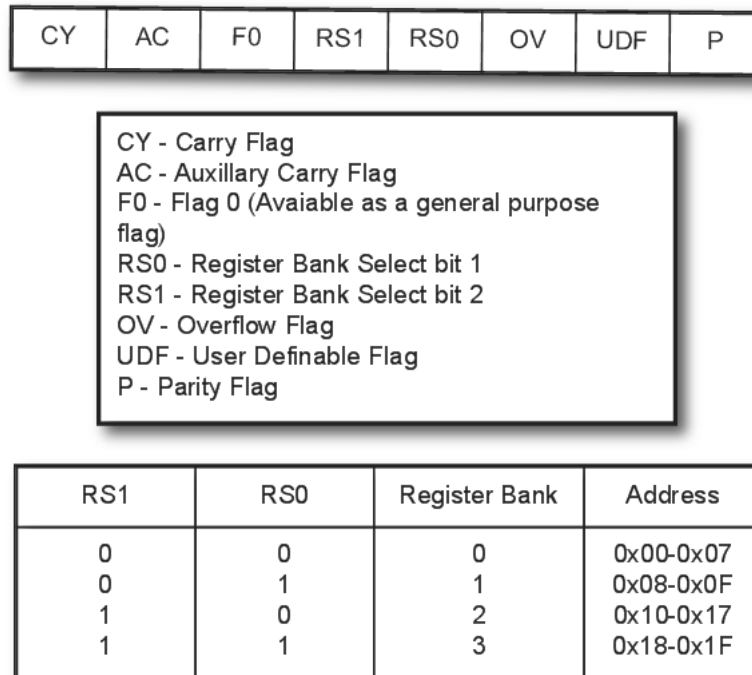 CY AC F0 RS1 RS0 OV UDF P
CY - Carry Flag
AC - Auxillary Carry Flag
F0 - Flag 0 (Avaiable as a general purpose
flag)
RS0 - Register Bank Select bit 1
RS1 - Register Bank Select bit 2
OV - Overflow Flag
UDF - User Definable Flag
P - Parity Flag
RS1 RS0 Register Bank Address
0 0 0 0x00-0x07
0 1 1 0x08-0x0F
1 0 2 0x10-0x17
1 1 3 0x18-0x1F